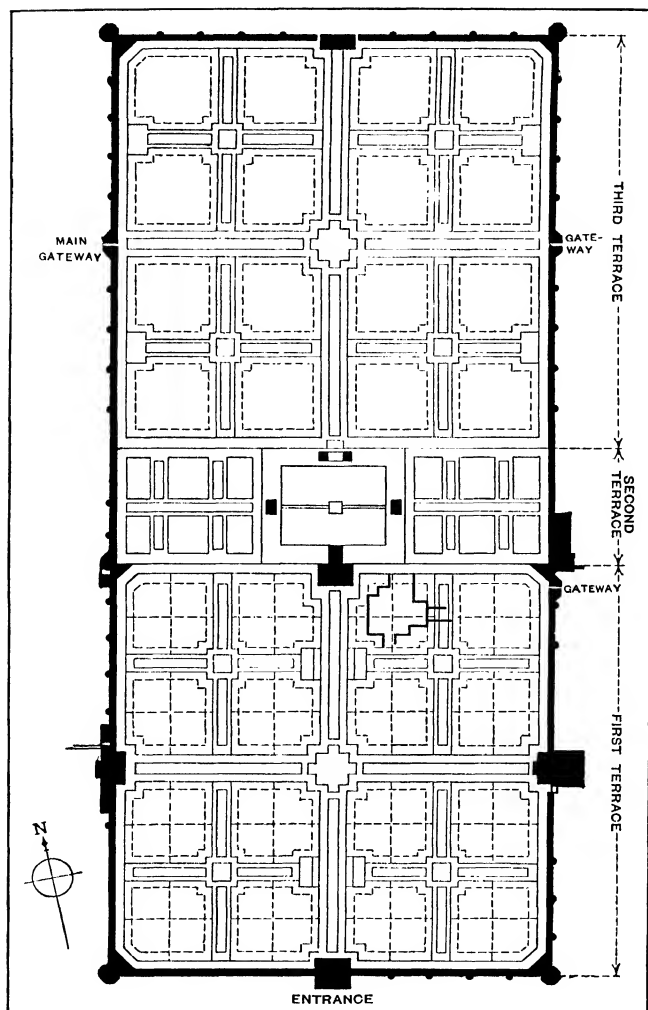 THIRD TERRACE
MAIN
GATEWAY
GATE-
WAY
SECOND
TERRACE
GATEWAY
FIRST TERRACE
N
ENTRANCE